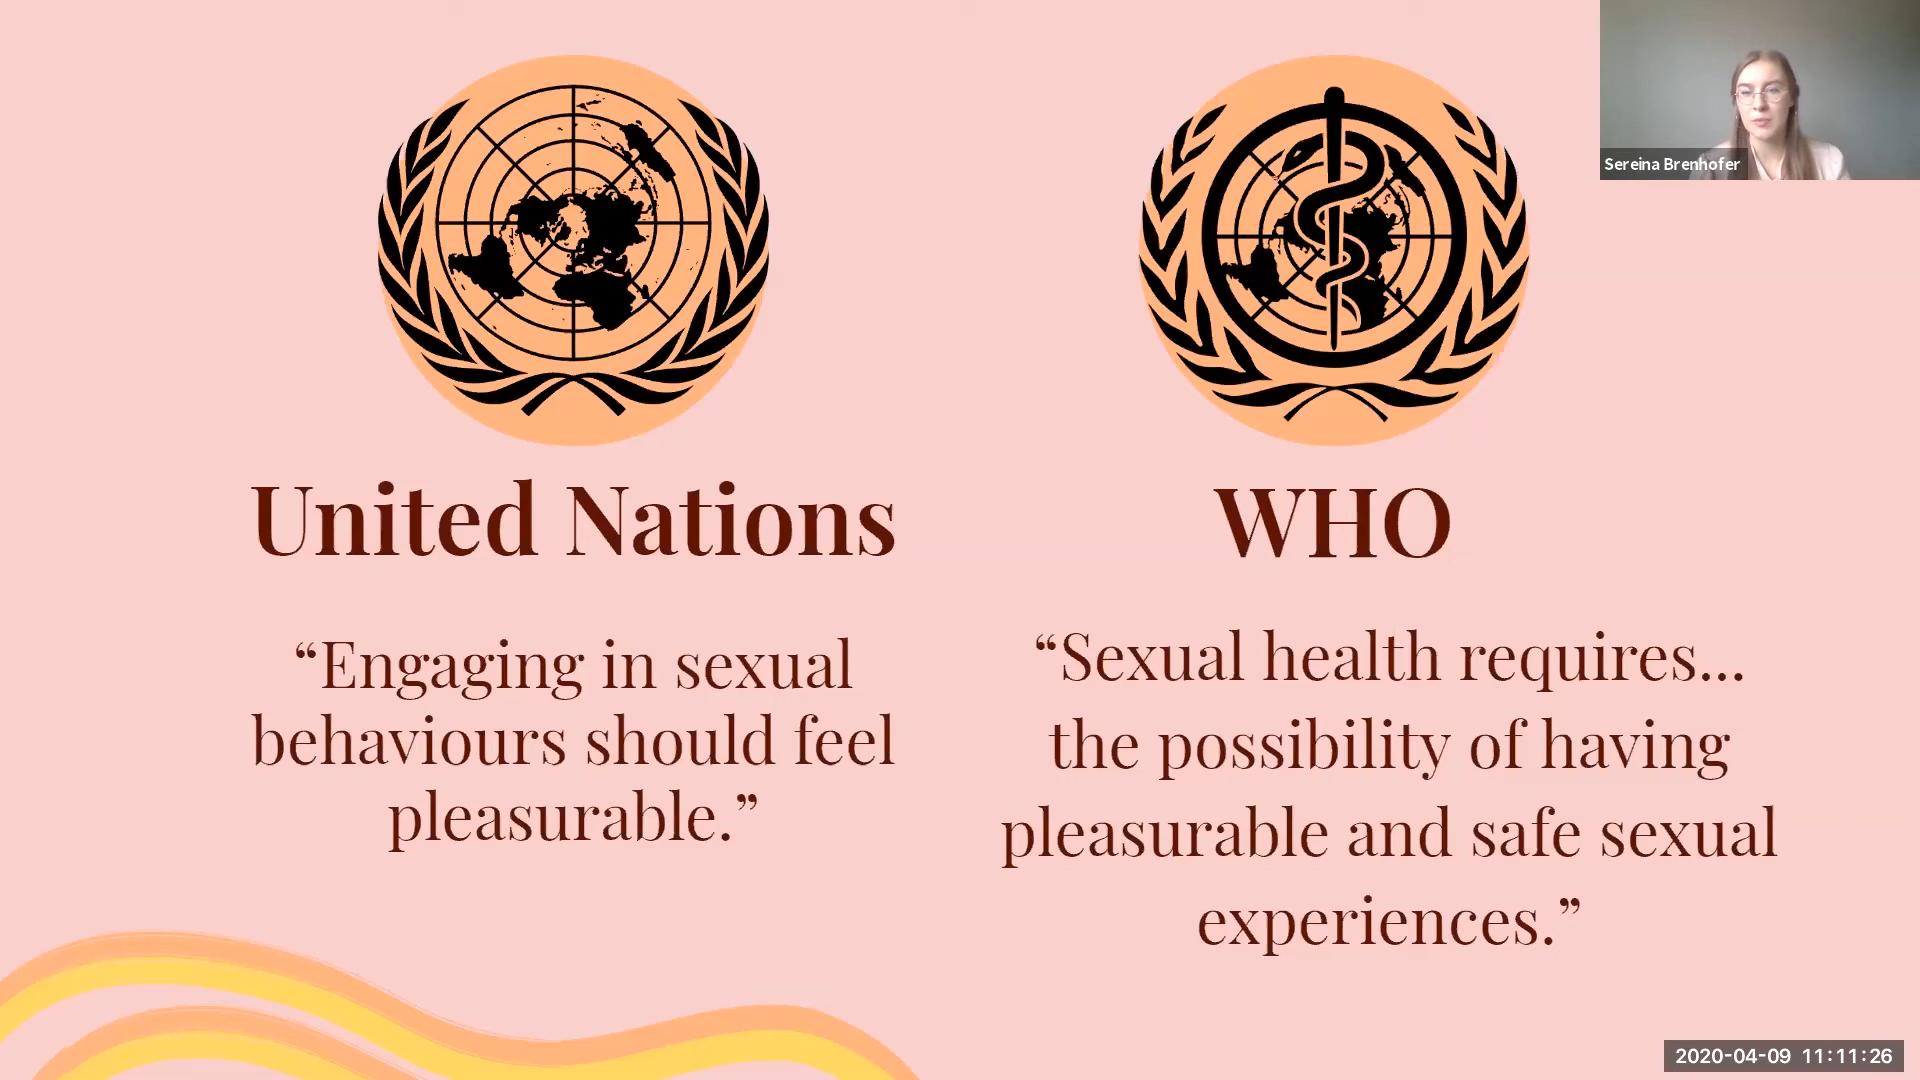 Sereina Brenhofer
United Nations
“Engaging in sexual
behaviours should feel
pleasurable.”
WHO
“Sexual health requires...
the possibility of having
pleasurable and safe sexual
experiences.”
2020-04-09 11:11:26